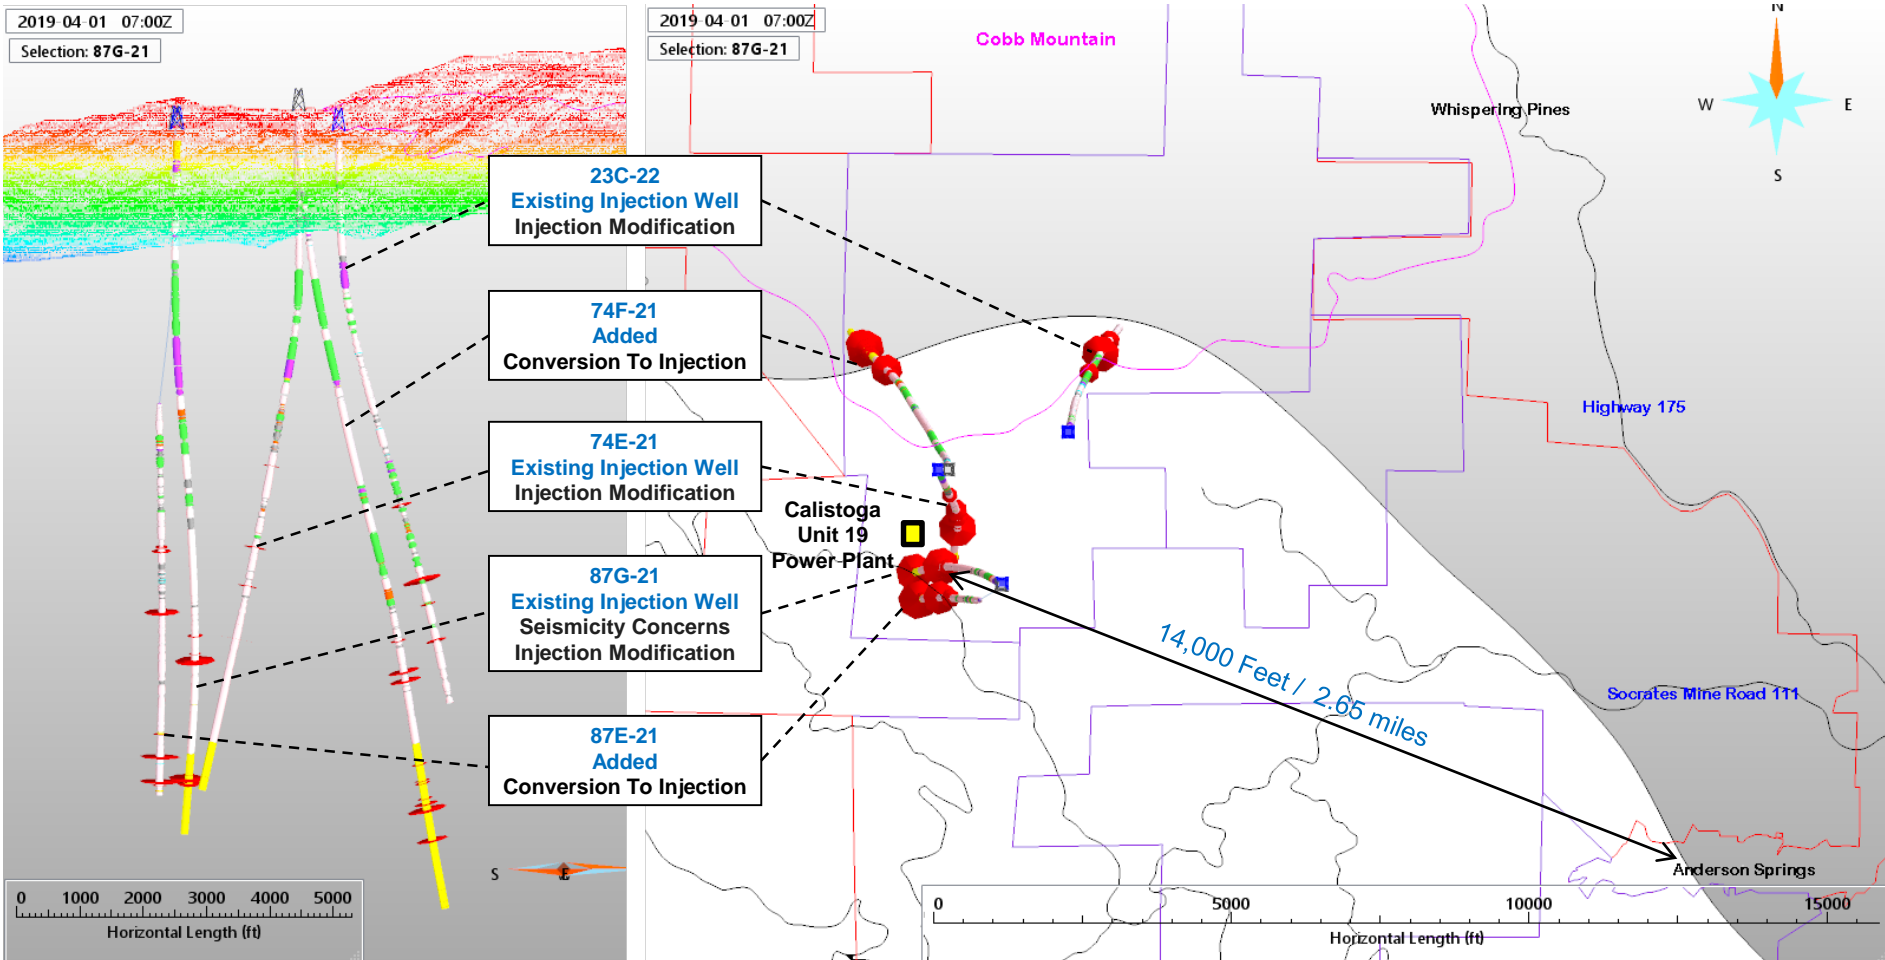 2019-04-01 07:00Z
Selection: 87G-21
2019-04-01 07:00Z
Selection: 87G-21
Cobb Mountain
N
W
E
S
Whispering Pines
23C-22
Existing Injection Well
Injection Modification
74F-21
Added
Conversion To Injection
Highway 175
74E-21
Existing Injection Well
Injection Modification
Calistoga
Unit 19
Power Plant
87G-21
Existing Injection Well
Seismicity Concerns
Injection Modification
14,000 Feet / 2.65 miles
Socrates Mine Road 111
87E-21
Added
Conversion To Injection
S
E
Anderson Springs
0 1000 2000 3000 4000 5000
Horizontal Length (ft)
0 5000 10000 15000
Horizontal Length (ft)